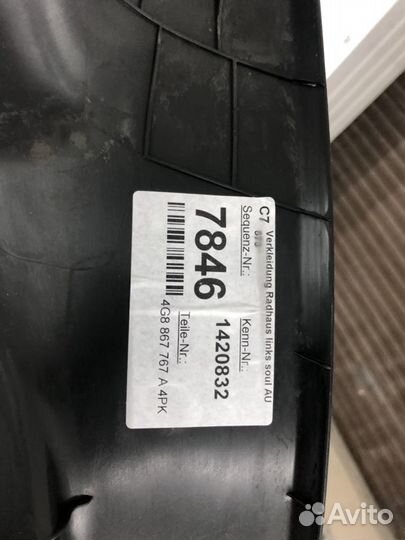 C7 Verkleidung Radhaus links soul AU
Sequenz-Nr.: Kenn-Nr.:
7846 1420832
Teile-Nr.:
4G8 867 767 A 4PK
Avito